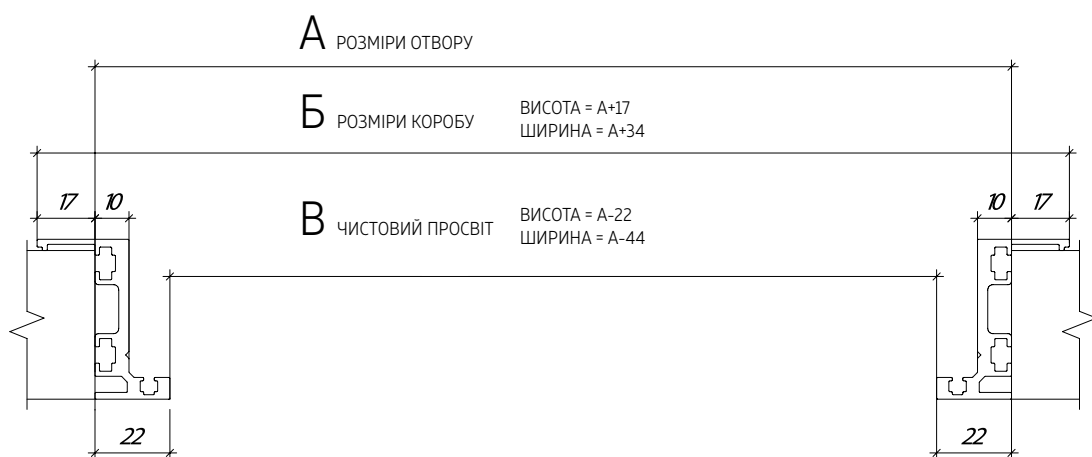 А РОЗМІРИ ОТВОРУ
Б РОЗМІРИ КОРОБУ
ВИСОТА = А+17
ШИРИНА = А+34
17 10
10 17
В ЧИСТОВИЙ ПРОСВІТ
ВИСОТА = А-22
ШИРИНА = А-44
22
22